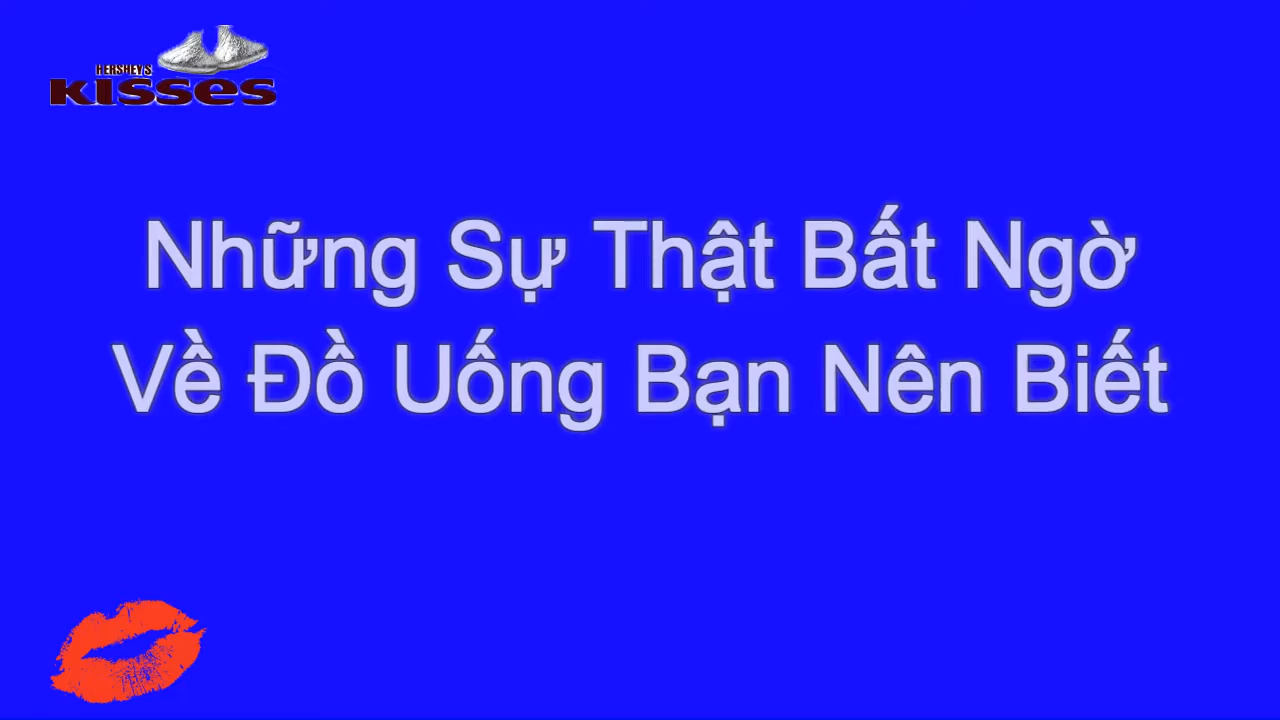 HERSHEY'S
KISSES
Những Sự Thật Bất Ngờ
Về Đồ Uống Bạn Nên Biết